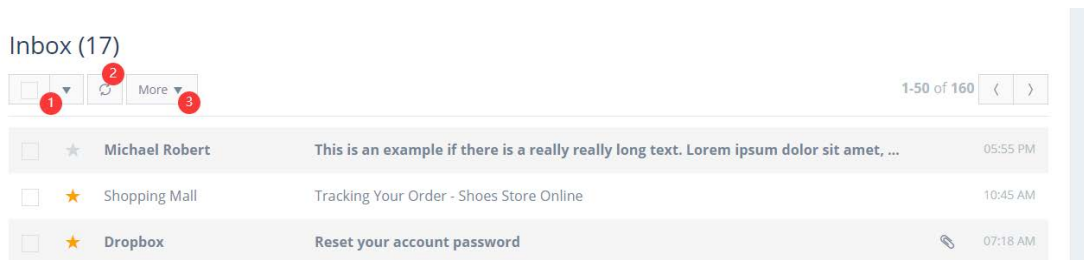 Inbox (17)
2
More
1-50 of 160
1
3
Michael Robert This is an example if there is a really really long text. Lorem ipsum dolor sit amet, ... 05:55 PM
Shopping Mall Tracking Your Order - Shoes Store Online 10:45 AM
Dropbox Reset your account password 07:18 AM